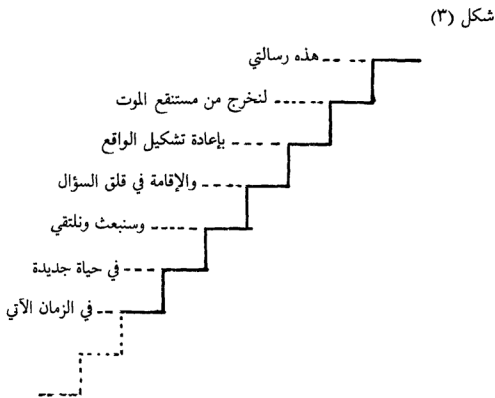 شكل (٣)
هذه رسالتي
لنخرج من مستنقع الموت
بإعادة تشكيل الواقع
والإقامة في قلق السؤال
وسنبعث ونلتقي
في حياة جديدة
في الزمان الآتي